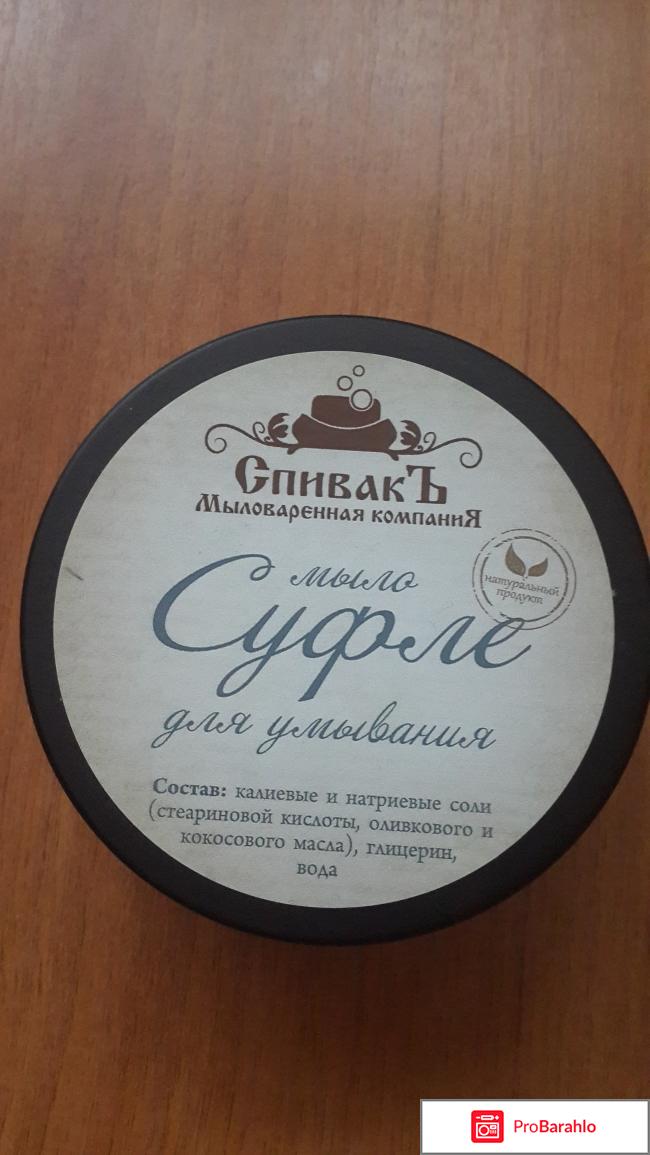 СпивакЪ
Мыловаренная компаниЯ
мыло
Суфле
натуральный
продукт
для умывания
Состав: калиевые и натриевые соли
(стеариновой кислоты, оливкового и
кокосового масла), глицерин,
вода
ProBarahlo